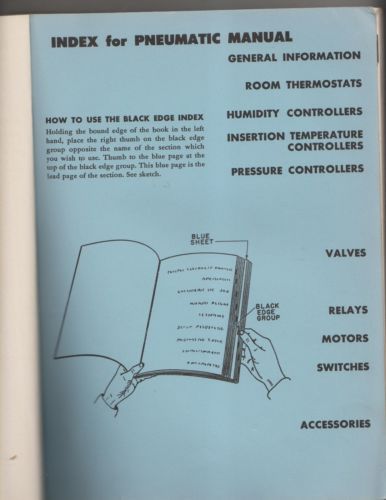 INDEX for PNEUMATIC MANUAL
GENERAL INFORMATION
ROOM THERMOSTATS
HUMIDITY CONTROLLERS
INSERTION TEMPERATURE
CONTROLLERS
PRESSURE CONTROLLERS
HOW TO USE THE BLACK EDGE INDEX
Holding the bound edge of the book in the left
hand, place the right thumb on the black edge
group opposite the name of the section which
you wish to use. Thumb to the blue page at the
top of the black edge group. This blue page is the
lead page of the section. See sketch.
BLUE
SHEET
BLACK
EDGE
GROUP
VALVES
RELAYS
MOTORS
SWITCHES
ACCESSORIES